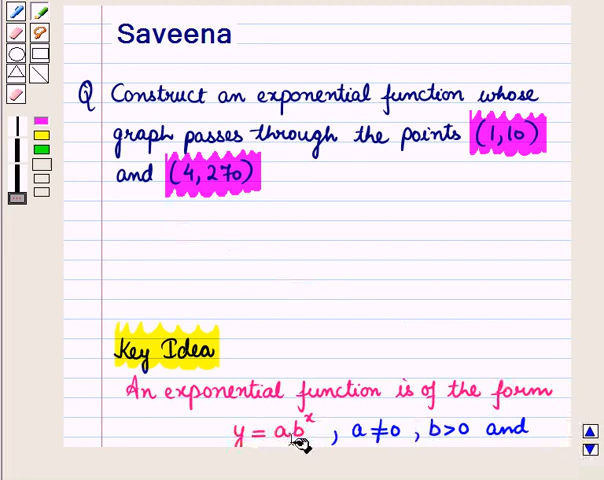 Saveena
Q Construct an exponential function whose
graph passes through the points (1,10)
and (4,270)
Key Idea
An exponential function is of the form
y = abˣ , a ≠ 0 , b > 0 and